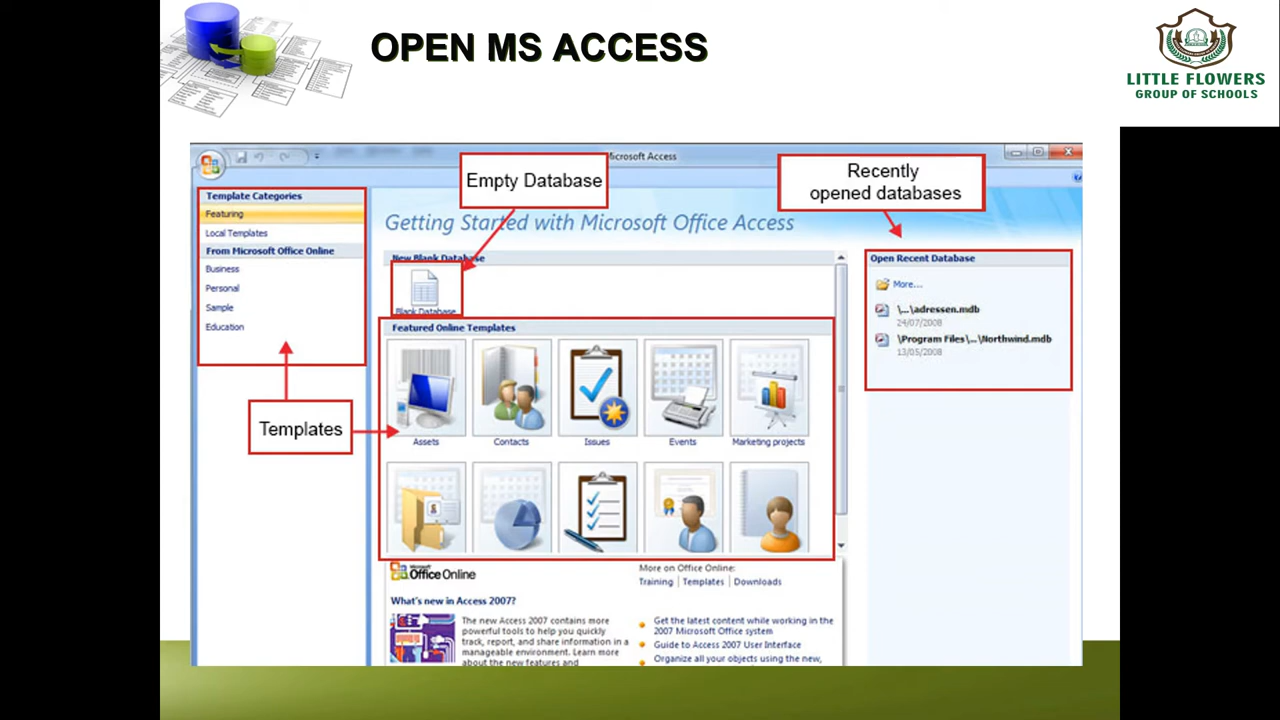 OPEN MS ACCESS
LITTLE FLOWERS
GROUP OF SCHOOLS
Microsoft Access
Empty Database
Recently
opened databases
Template Categories
Featuring
Local Templates
From Microsoft Office Online
Business
Personal
Sample
Education
Templates
Getting Started with Microsoft Office Access
New Blank Database
Blank Database
Featured Online Templates
Assets
Contacts
Issues
Events
Marketing projects
Open Recent Database
More...
\...\adressen.mdb
24/07/2008
\Program Files\...\Northwind.mdb
13/05/2008
Microsoft
Office Online
More on Office Online:
Training | Templates | Downloads
What's new in Access 2007?
The new Access 2007 contains more
powerful tools to help you quickly
track, report, and share information in a
manageable environment. Learn more
about the new features and
Get the latest content while working in the
2007 Microsoft Office system
Guide to Access 2007 User Interface
Organize all your objects using the new,